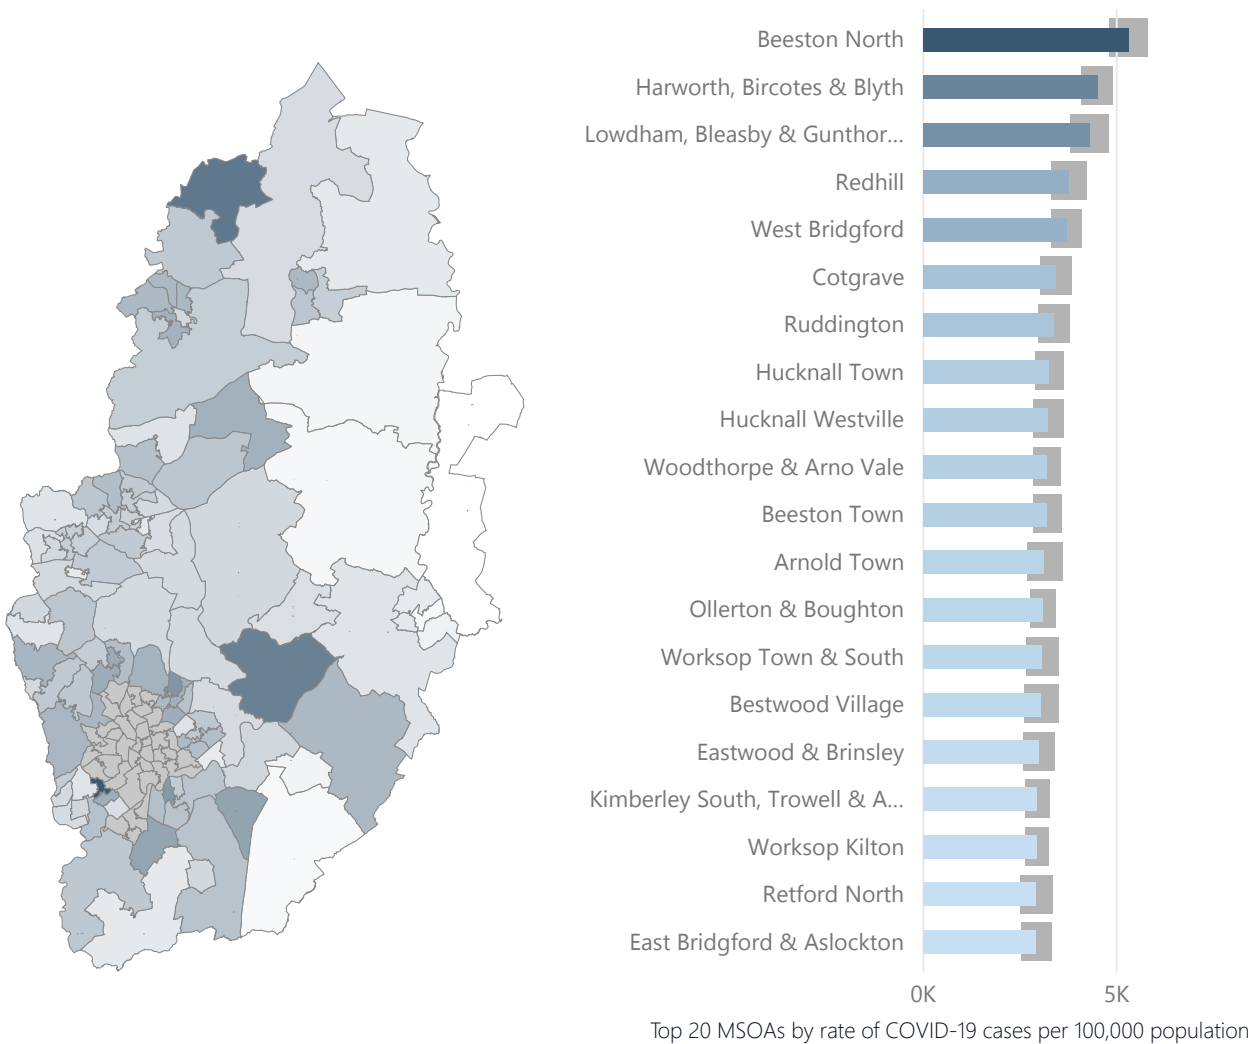 Beeston North
Harworth, Bircotes & Blyth
Lowdham, Bleasby & Gunthor...
Redhill
West Bridgford
Cotgrave
Ruddington
Hucknall Town
Hucknall Westville
Woodthorpe & Arno Vale
Beeston Town
Arnold Town
Ollerton & Boughton
Worksop Town & South
Bestwood Village
Eastwood & Brinsley
Kimberley South, Trowell & A...
Worksop Kilton
Retford North
East Bridgford & Aslockton
0K 5K
Top 20 MSOAs by rate of COVID-19 cases per 100,000 population